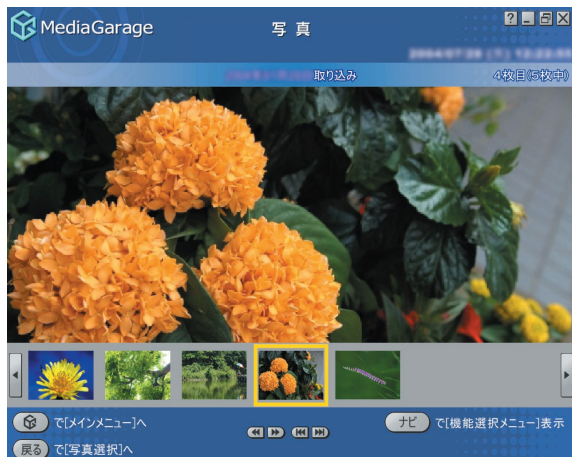 MediaGarage
写真
?
取り込み
4枚目(5枚中)
で[メインメニュー]へ
ナビ で[機能選択メニュー]表示
戻る で[写真選択]へ